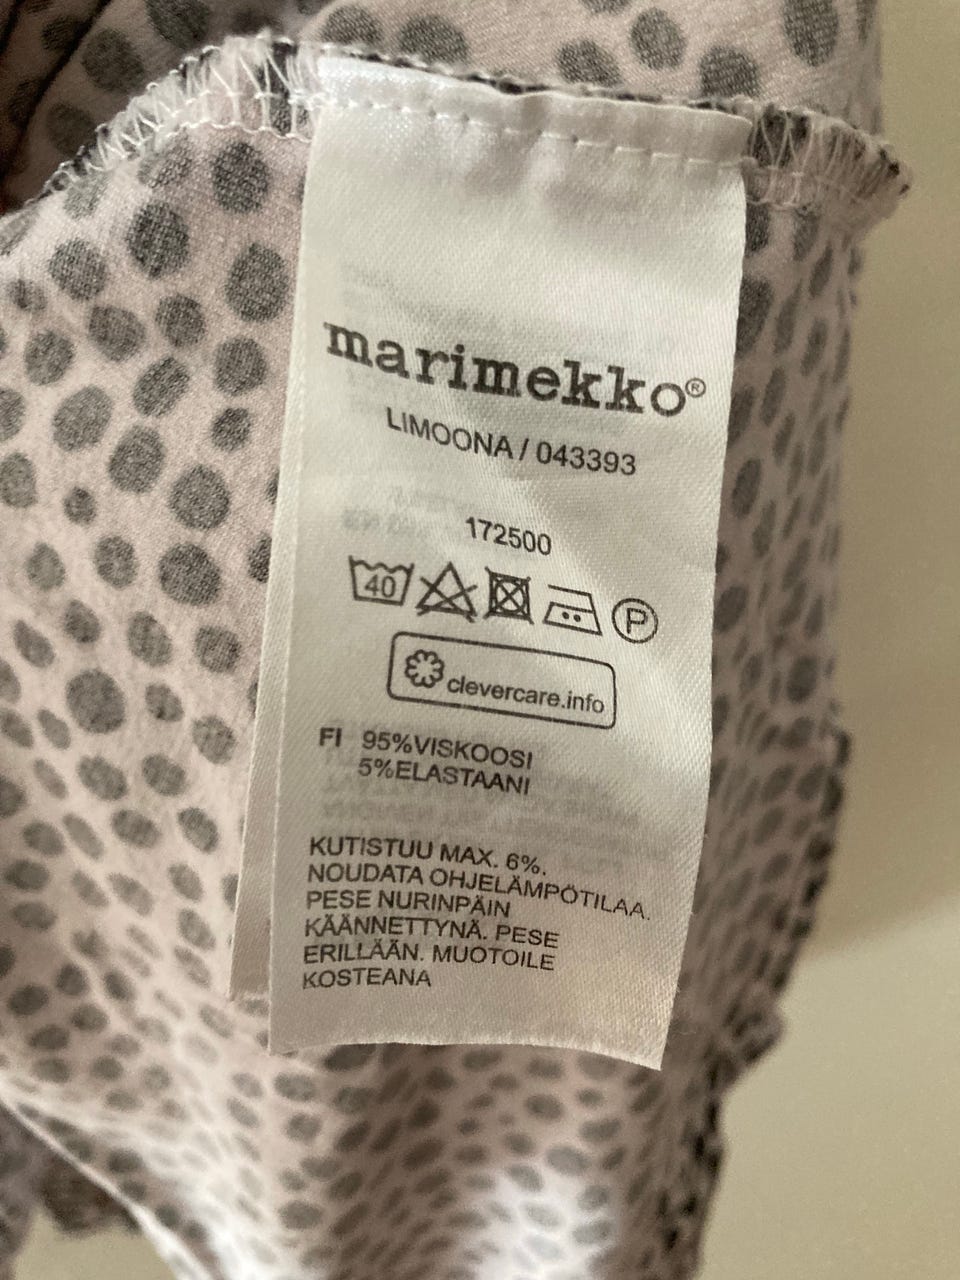 marimekko®
LIMOONA / 043393
172500
40 P
clevercare.info
FI 95%VISKOOSI
5%ELASTAANI
KUTISTUU MAX. 6%.
NOUDATA OHJELÄMPÖTILAA.
PESE NURINPÄIN
KÄÄNNETTYNÄ. PESE
ERILLÄÄN. MUOTOILE
KOSTEANA